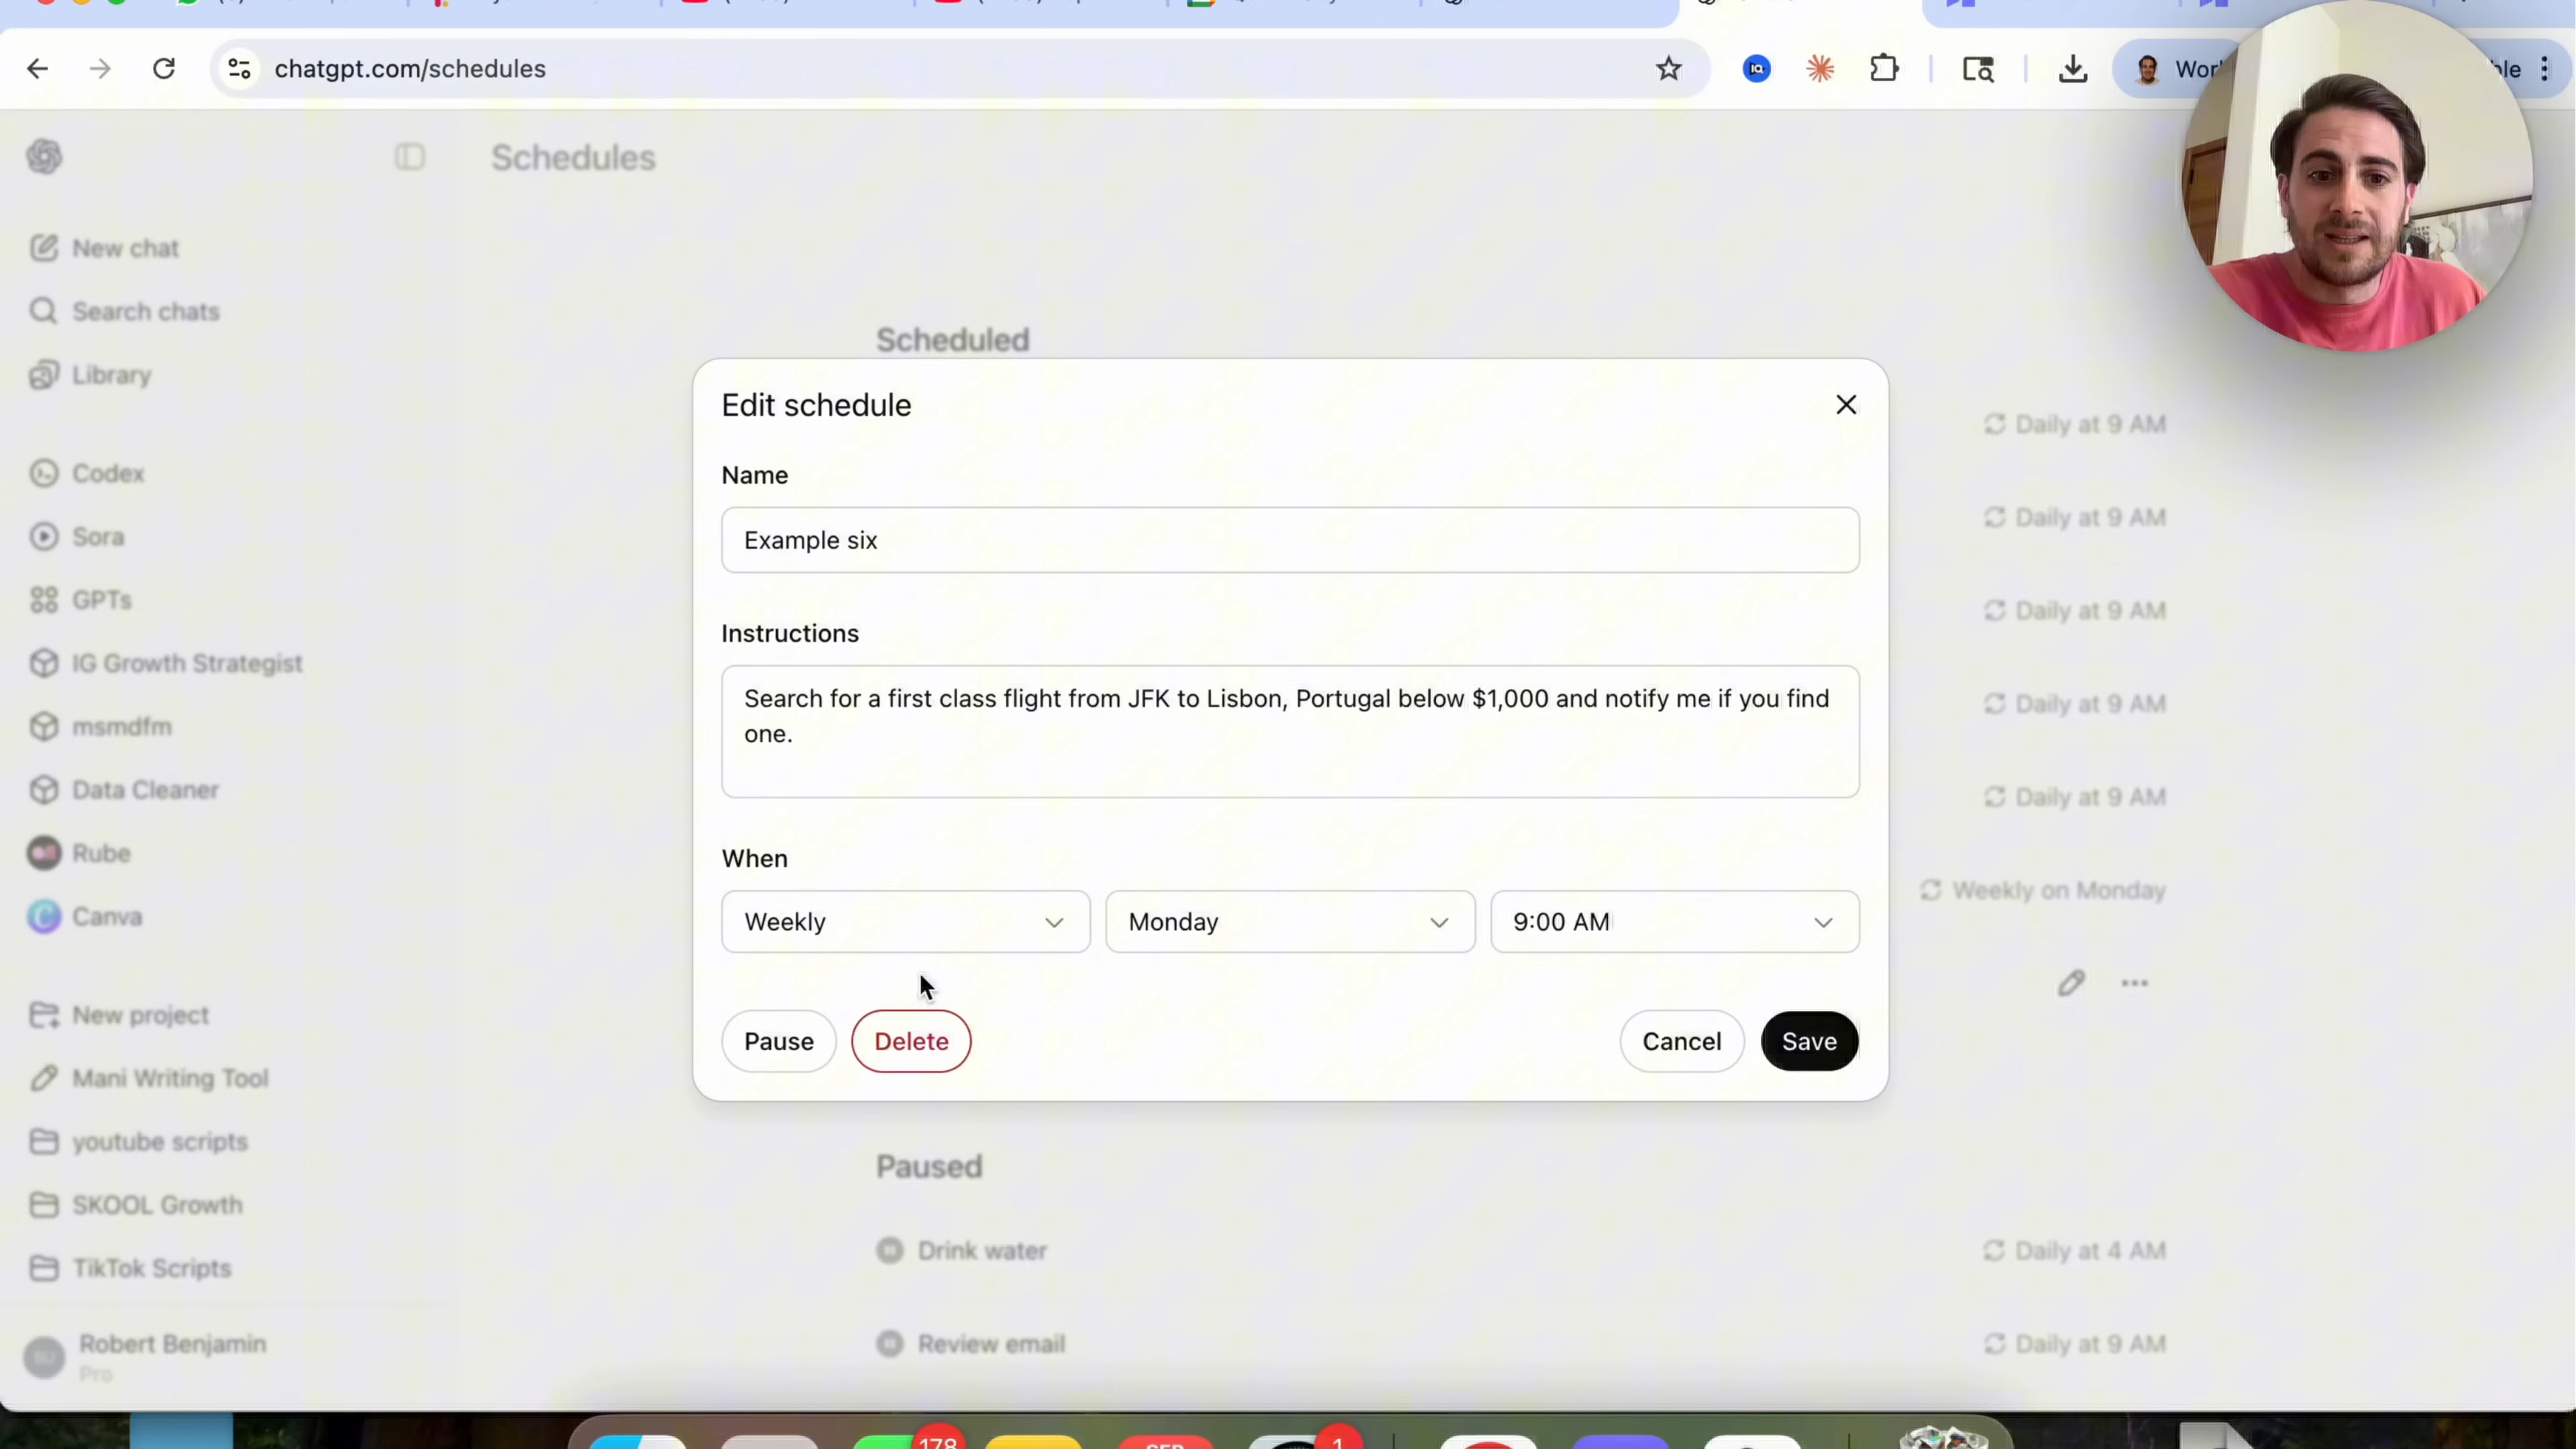 chatgpt.com/schedules
Schedules
New chat
Search chats
Library
Codex
Sora
GPTs
IG Growth Strategist
msmdfm
Data Cleaner
Rube
Canva
New project
Mani Writing Tool
youtube scripts
SKOOL Growth
TikTok Scripts
Robert Benjamin
Pro
Scheduled
Edit schedule
Name
Example six
Instructions
Search for a first class flight from JFK to Lisbon, Portugal below $1,000 and notify me if you find
one.
When
Weekly Monday 9:00 AM
Pause Delete Cancel Save
Daily at 9 AM
Daily at 9 AM
Daily at 9 AM
Daily at 9 AM
Daily at 9 AM
Weekly on Monday
Paused
Drink water Daily at 4 AM
Review email Daily at 9 AM
178
SEP
1